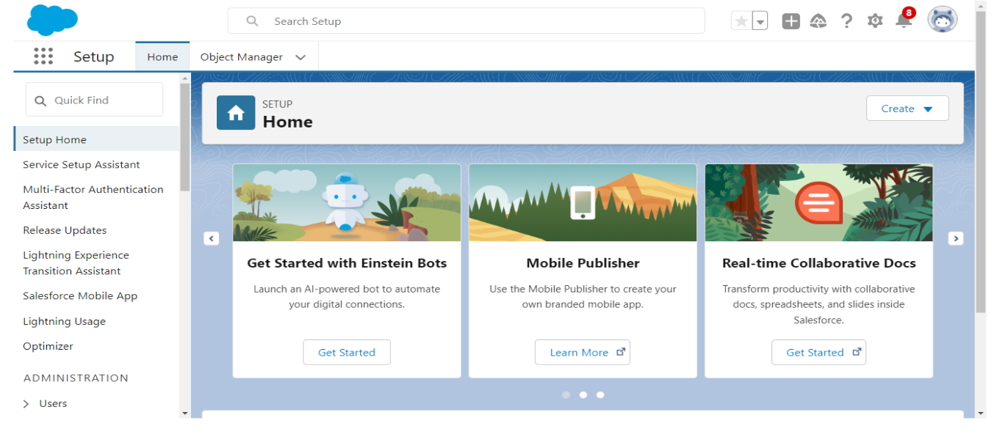 Search Setup
8
Setup
Home
Object Manager
Quick Find
Setup Home
Service Setup Assistant
Multi-Factor Authentication
Assistant
Release Updates
Lightning Experience
Transition Assistant
Salesforce Mobile App
Lightning Usage
Optimizer
ADMINISTRATION
Users
SETUP
Home
Create
Get Started with Einstein Bots
Launch an AI-powered bot to automate
your digital connections.
Get Started
Mobile Publisher
Use the Mobile Publisher to create your
own branded mobile app.
Learn More
Real-time Collaborative Docs
Transform productivity with collaborative
docs, spreadsheets, and slides inside
Salesforce.
Get Started